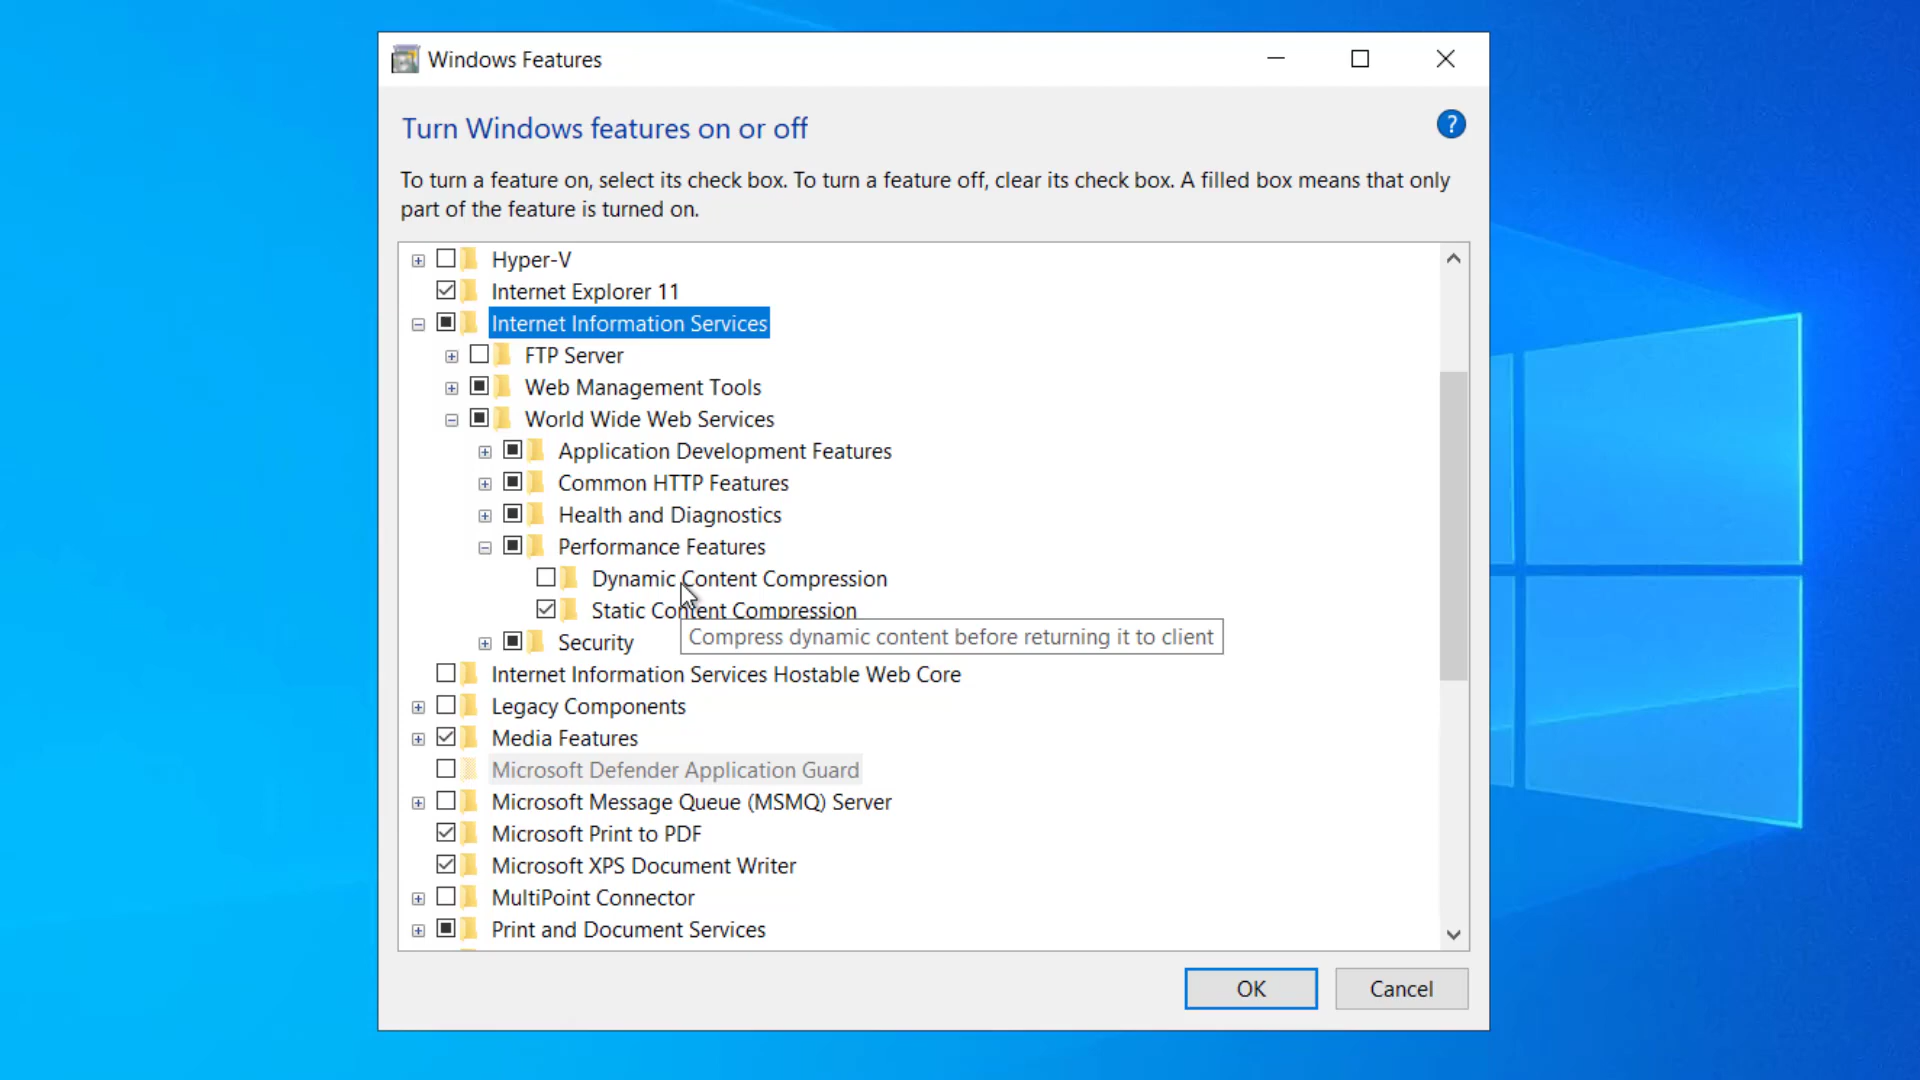 Windows Features
Turn Windows features on or off
?
To turn a feature on, select its check box. To turn a feature off, clear its check box. A filled box means that only
part of the feature is turned on.
Hyper-V
Internet Explorer 11
Internet Information Services
FTP Server
Web Management Tools
World Wide Web Services
Application Development Features
Common HTTP Features
Health and Diagnostics
Performance Features
Dynamic Content Compression
Static Content Compression
Compress dynamic content before returning it to client
Security
Internet Information Services Hostable Web Core
Legacy Components
Media Features
Microsoft Defender Application Guard
Microsoft Message Queue (MSMQ) Server
Microsoft Print to PDF
Microsoft XPS Document Writer
MultiPoint Connector
Print and Document Services
OK
Cancel